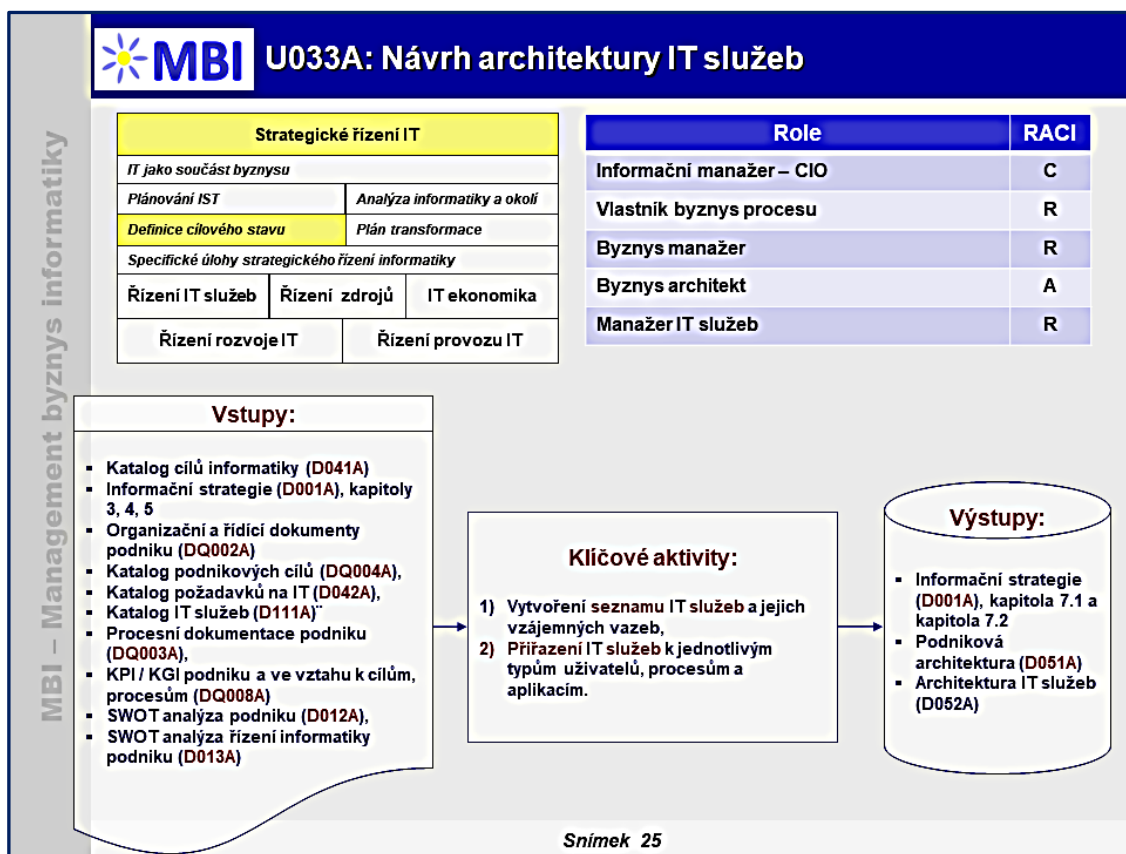 MBI
U033A: Návrh architektury IT služeb
MBI – Management byznys informatiky
Strategické řízení IT
IT jako součást byznysu
Plánování IST
Analýza informatiky a okolí
Definice cílového stavu
Plán transformace
Specifické úlohy strategického řízení informatiky
Řízení IT služeb
Řízení zdrojů
IT ekonomika
Řízení rozvoje IT
Řízení provozu IT
Role RACI
Informační manažer – CIO C
Vlastník byznys procesu R
Byznys manažer R
Byznys architekt A
Manažer IT služeb R
Vstupy:
▪ Katalog cílů informatiky (D041A)
▪ Informační strategie (D001A), kapitoly
3, 4, 5
▪ Organizační a řídící dokumenty
podniku (DQ002A)
▪ Katalog podnikových cílů (DQ004A),
▪ Katalog požadavků na IT (D042A),
▪ Katalog IT služeb (D111A)¨
▪ Procesní dokumentace podniku
(DQ003A),
▪ KPI / KGI podniku a ve vztahu k cílům,
procesům (DQ008A)
▪ SWOT analýza podniku (D012A),
▪ SWOT analýza řízení informatiky
podniku (D013A)
Klíčové aktivity:
1) Vytvoření seznamu IT služeb a jejich
vzájemných vazeb,
2) Přiřazení IT služeb k jednotlivým
typům uživatelů, procesům a
aplikacím.
Výstupy:
▪ Informační strategie
(D001A), kapitola 7.1 a
kapitola 7.2
▪ Podniková
architektura (D051A)
▪ Architektura IT služeb
(D052A)
Snímek 25